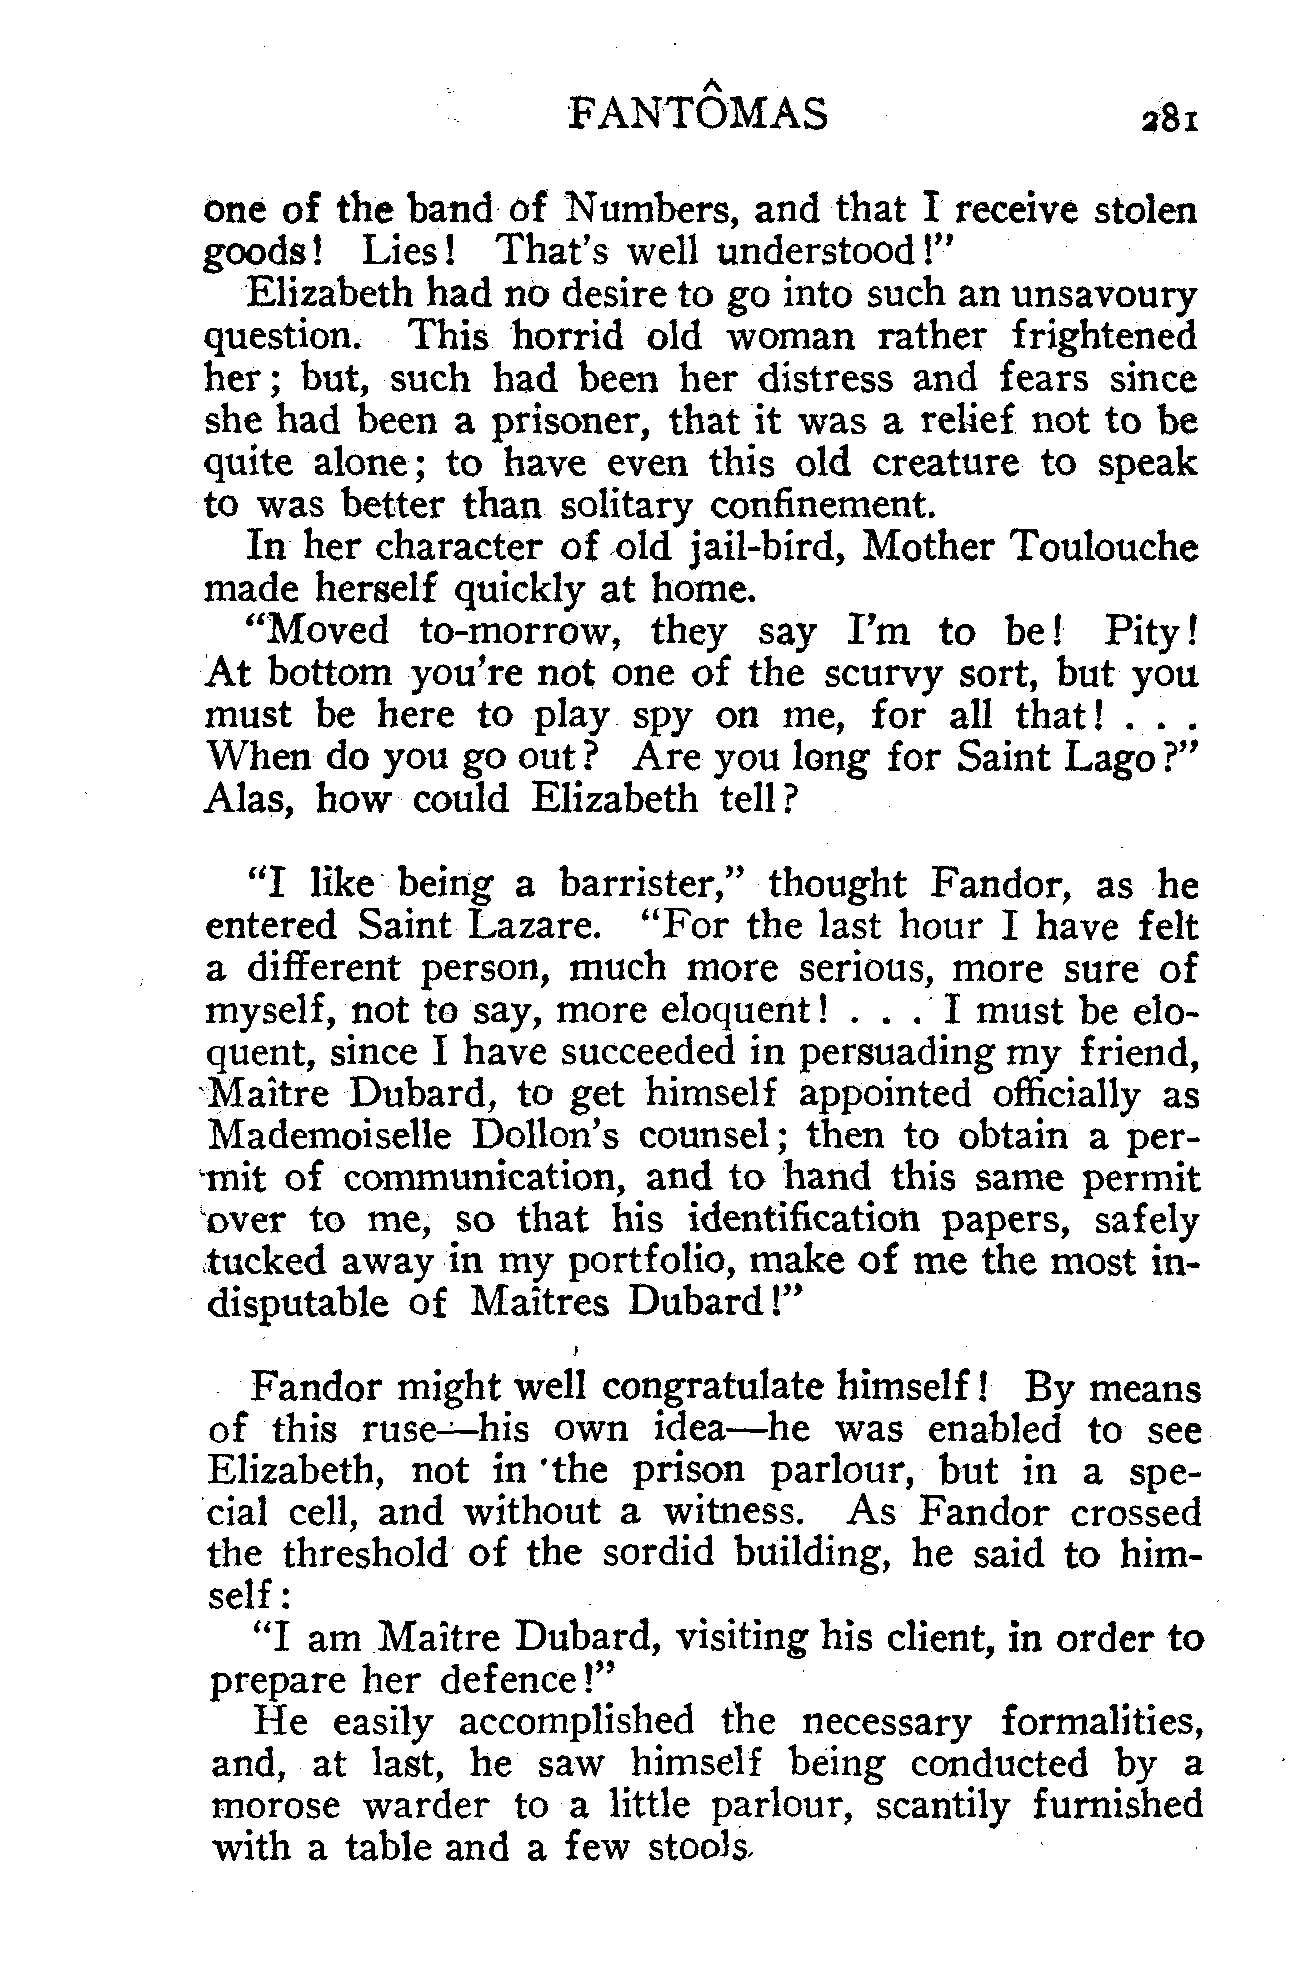 FANTÔMAS 281
one of the band of Numbers, and that I receive stolen
goods! Lies! That's well understood!"
Elizabeth had no desire to go into such an unsavoury
question. This horrid old woman rather frightened
her; but, such had been her distress and fears since
she had been a prisoner, that it was a relief not to be
quite alone; to have even this old creature to speak
to was better than solitary confinement.
In her character of old jail-bird, Mother Toulouche
made herself quickly at home.
"Moved to-morrow, they say I'm to be! Pity!
At bottom you're not one of the scurvy sort, but you
must be here to play spy on me, for all that! . . .
When do you go out? Are you long for Saint Lago?"
Alas, how could Elizabeth tell?
"I like being a barrister," thought Fandor, as he
entered Saint Lazare. "For the last hour I have felt
a different person, much more serious, more sure of
myself, not to say, more eloquent! . . . I must be elo-
quent, since I have succeeded in persuading my friend,
Maître Dubard, to get himself appointed officially as
Mademoiselle Dollon's counsel; then to obtain a per-
mit of communication, and to hand this same permit
over to me, so that his identification papers, safely
tucked away in my portfolio, make of me the most in-
disputable of Maîtres Dubard!"
Fandor might well congratulate himself! By means
of this ruse—his own idea—he was enabled to see
Elizabeth, not in the prison parlour, but in a spe-
cial cell, and without a witness. As Fandor crossed
the threshold of the sordid building, he said to him-
self:
"I am Maître Dubard, visiting his client, in order to
prepare her defence!"
He easily accomplished the necessary formalities,
and, at last, he saw himself being conducted by a
morose warder to a little parlour, scantily furnished
with a table and a few stools.